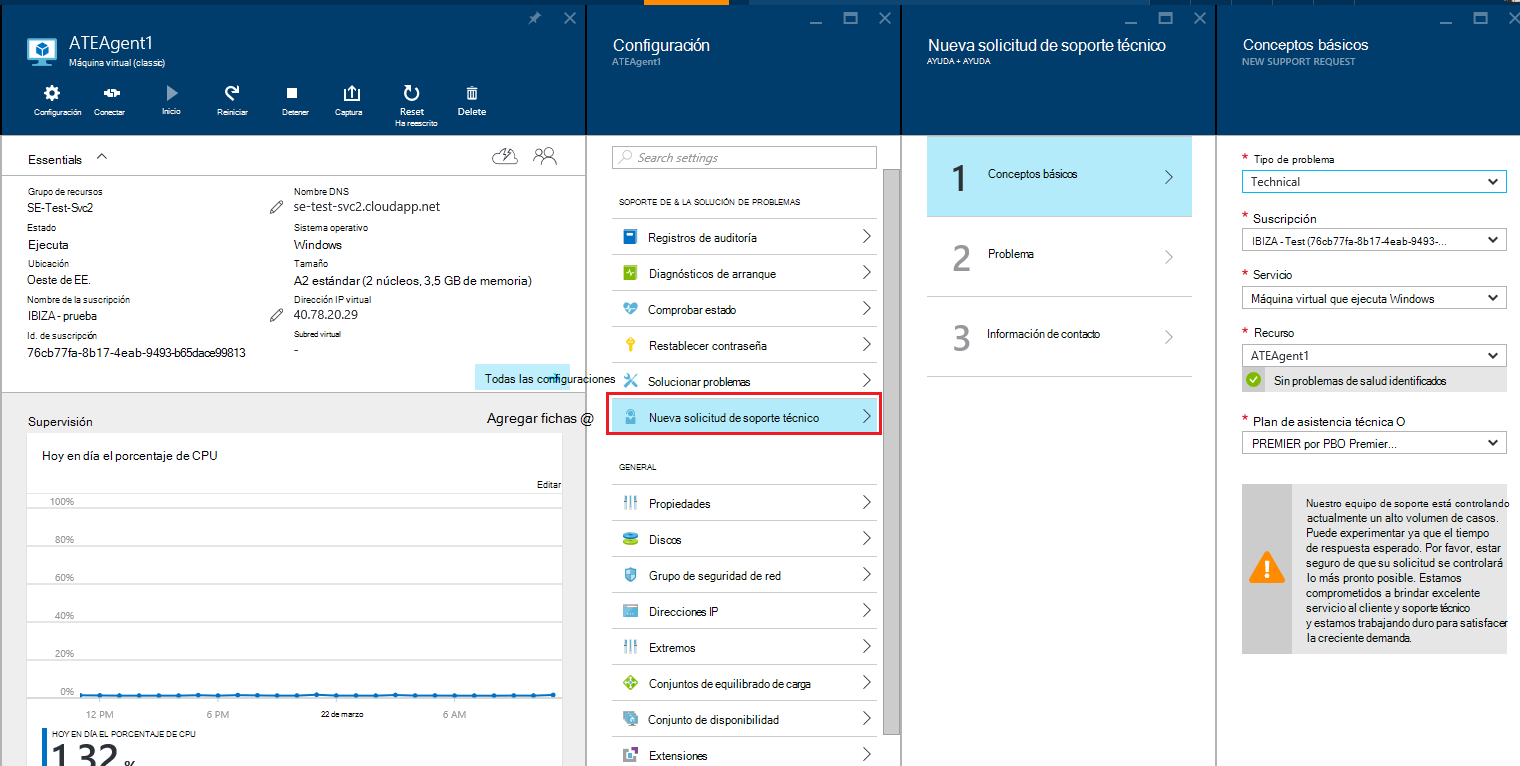 ATEAgent1
Máquina virtual (classic)
Configuración
Conectar
Inicio
Reiniciar
Detener
Captura
Reset
Ha reescrito
Delete
Essentials
Grupo de recursos
SE-Test-Svc2
Estado
Ejecuta
Ubicación
Oeste de EE.
Nombre de la suscripción
IBIZA - prueba
Id. de suscripción
76cb77fa-8b17-4eab-9493-b65dace99813
Nombre DNS
se-test-svc2.cloudapp.net
Sistema operativo
Windows
Tamaño
A2 estándar (2 núcleos, 3,5 GB de memoria)
Dirección IP virtual
40.78.20.29
Subred virtual
-
Todas las configuraciones
Supervisión
Agregar fichas @
Hoy en día el porcentaje de CPU
Editar
100%
80%
60%
40%
20%
0%
12 PM
6 PM
22 de marzo
6 AM
HOY EN DÍA EL PORCENTAJE DE CPU
1.32 %
Configuración
ATEAgent1
Search settings
SOPORTE DE & LA SOLUCIÓN DE PROBLEMAS
Registros de auditoría
Diagnósticos de arranque
Comprobar estado
Restablecer contraseña
Solucionar problemas
Nueva solicitud de soporte técnico
GENERAL
Propiedades
Discos
Grupo de seguridad de red
Direcciones IP
Extremos
Conjuntos de equilibrado de carga
Conjunto de disponibilidad
Extensiones
Nueva solicitud de soporte técnico
AYUDA + AYUDA
1 Conceptos básicos
2 Problema
3 Información de contacto
Conceptos básicos
NEW SUPPORT REQUEST
* Tipo de problema
Technical
* Suscripción
IBIZA - Test (76cb77fa-8b17-4eab-9493-...
* Servicio
Máquina virtual que ejecuta Windows
* Recurso
ATEAgent1
Sin problemas de salud identificados
* Plan de asistencia técnica O
PREMIER por PBO Premier...
Nuestro equipo de soporte está controlando
actualmente un alto volumen de casos.
Puede experimentar ya que el tiempo
de respuesta esperado. Por favor, estar
seguro de que su solicitud se controlará
lo más pronto posible. Estamos
comprometidos a brindar excelente
servicio al cliente y soporte técnico
y estamos trabajando duro para satisfacer
la creciente demanda.